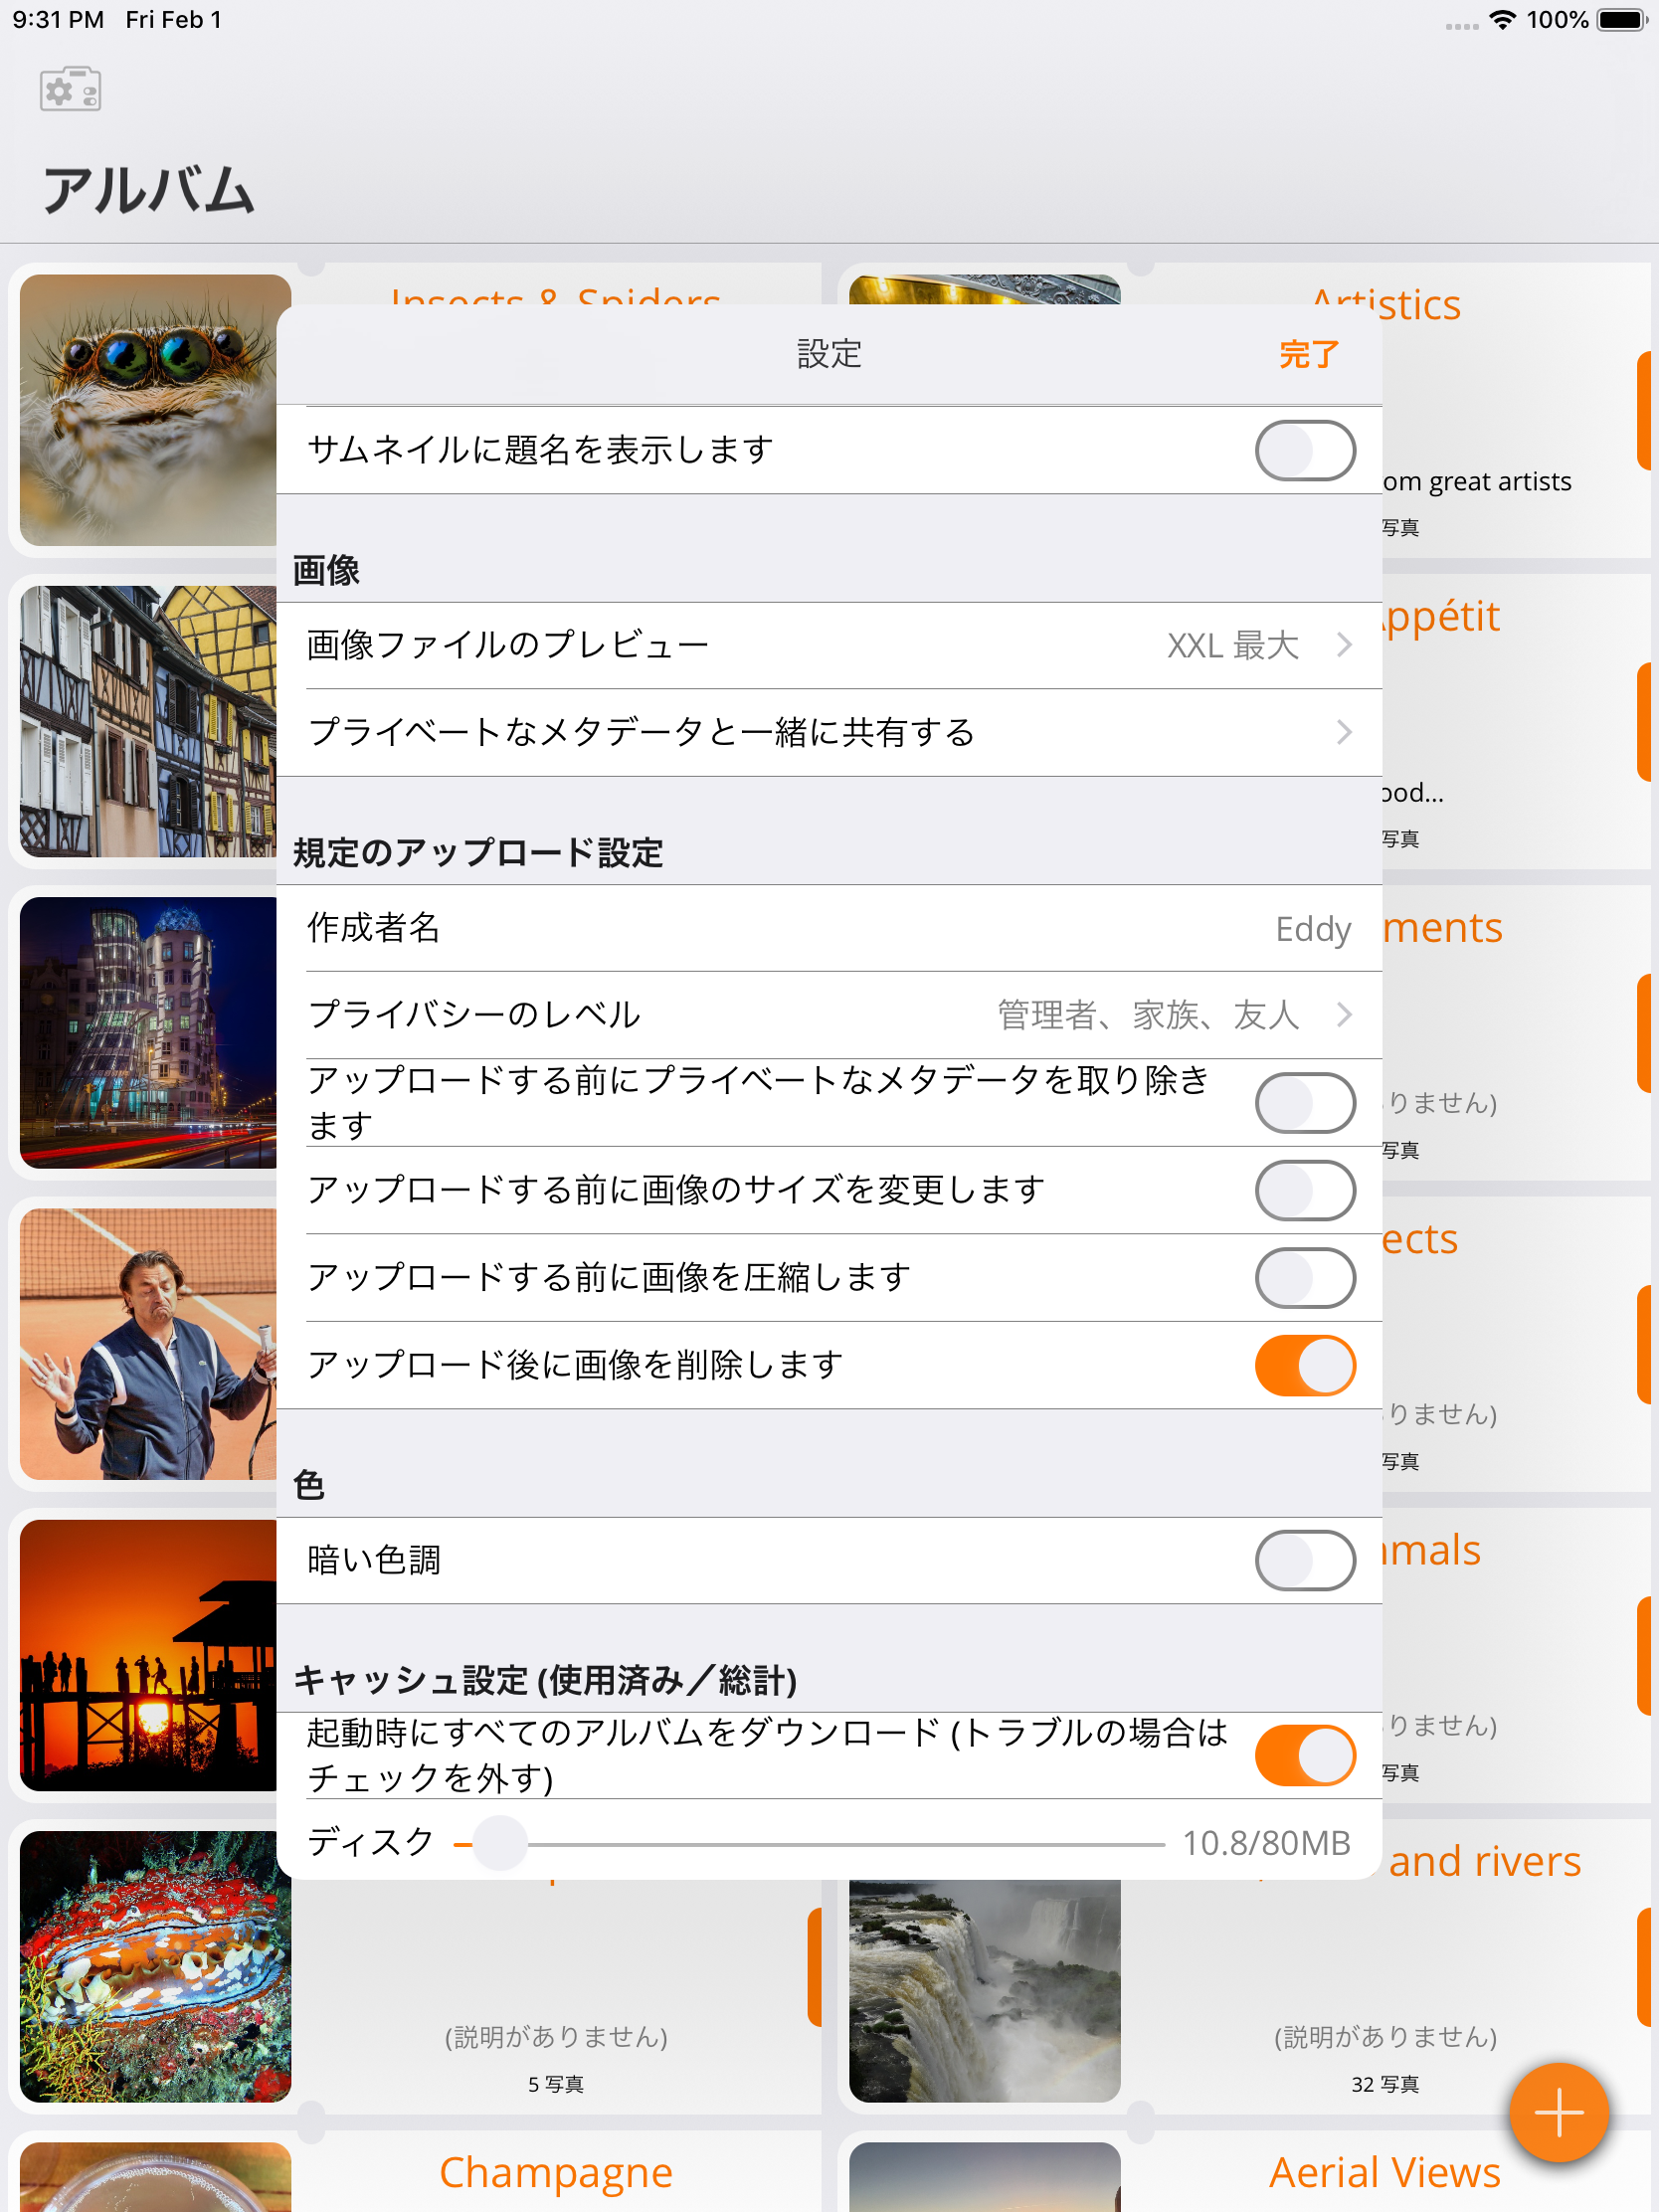 9:31 PM Fri Feb 1
100%
アルバム
Insects & Spiders
Artistics
設定
完了
サムネイルに題名を表示します
om great artists
写真
画像
画像ファイルのプレビュー
XXL 最大
ppétit
プライベートなメタデータと一緒に共有する
ood...
写真
規定のアップロード設定
作成者名
Eddy
ments
プライバシーのレベル
管理者、家族、友人
アップロードする前にプライベートなメタデータを取り除き
ます
りません)
写真
アップロードする前に画像のサイズを変更します
ects
アップロードする前に画像を圧縮します
アップロード後に画像を削除します
りません)
写真
色
暗い色調
mals
キャッシュ設定 (使用済み／総計)
起動時にすべてのアルバムをダウンロード (トラブルの場合は
チェックを外す)
りません)
写真
ディスク
10.8/80MB
and rivers
(説明がありません)
5 写真
(説明がありません)
32 写真
Champagne
Aerial Views